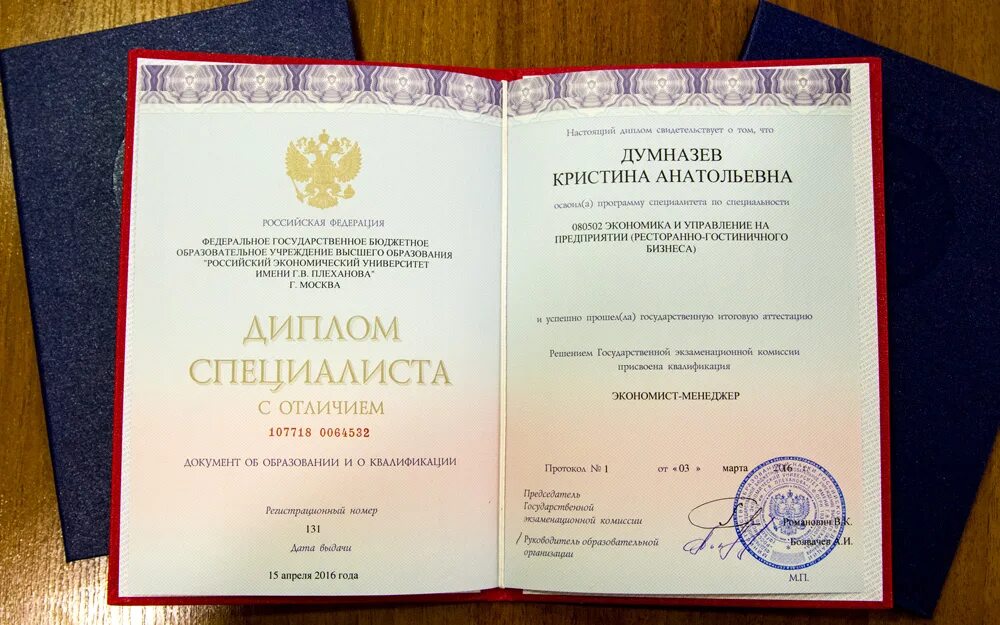 РОССИЙСКАЯ ФЕДЕРАЦИЯ
ФЕДЕРАЛЬНОЕ ГОСУДАРСТВЕННОЕ БЮДЖЕТНОЕ
ОБРАЗОВАТЕЛЬНОЕ УЧРЕЖДЕНИЕ ВЫСШЕГО ОБРАЗОВАНИЯ
"РОССИЙСКИЙ ЭКОНОМИЧЕСКИЙ УНИВЕРСИТЕТ
ИМЕНИ Г.В. ПЛЕХАНОВА"
Г. МОСКВА
ДИПЛОМ
СПЕЦИАЛИСТА
С ОТЛИЧИЕМ
107718 0064532
ДОКУМЕНТ ОБ ОБРАЗОВАНИИ И О КВАЛИФИКАЦИИ
Регистрационный номер
131
Дата выдачи
15 апреля 2016 года
Настоящий диплом свидетельствует о том, что
ДУМНАЗЕВ
КРИСТИНА АНАТОЛЬЕВНА
освоил(а) программу специалитета по специальности
080502 ЭКОНОМИКА И УПРАВЛЕНИЕ НА
ПРЕДПРИЯТИИ (РЕСТОРАННО-ГОСТИНИЧНОГО
БИЗНЕСА)
и успешно прошел(ла) государственную итоговую аттестацию
Решением Государственной экзаменационной комиссии
присвоена квалификация
ЭКОНОМИСТ-МЕНЕДЖЕР
Протокол № 1 от «03 » марта 2016
Председатель
Государственной
экзаменационной комиссии
Романович В.К.
Руководитель образовательной
организации
Боявачев А.И.
М.П.